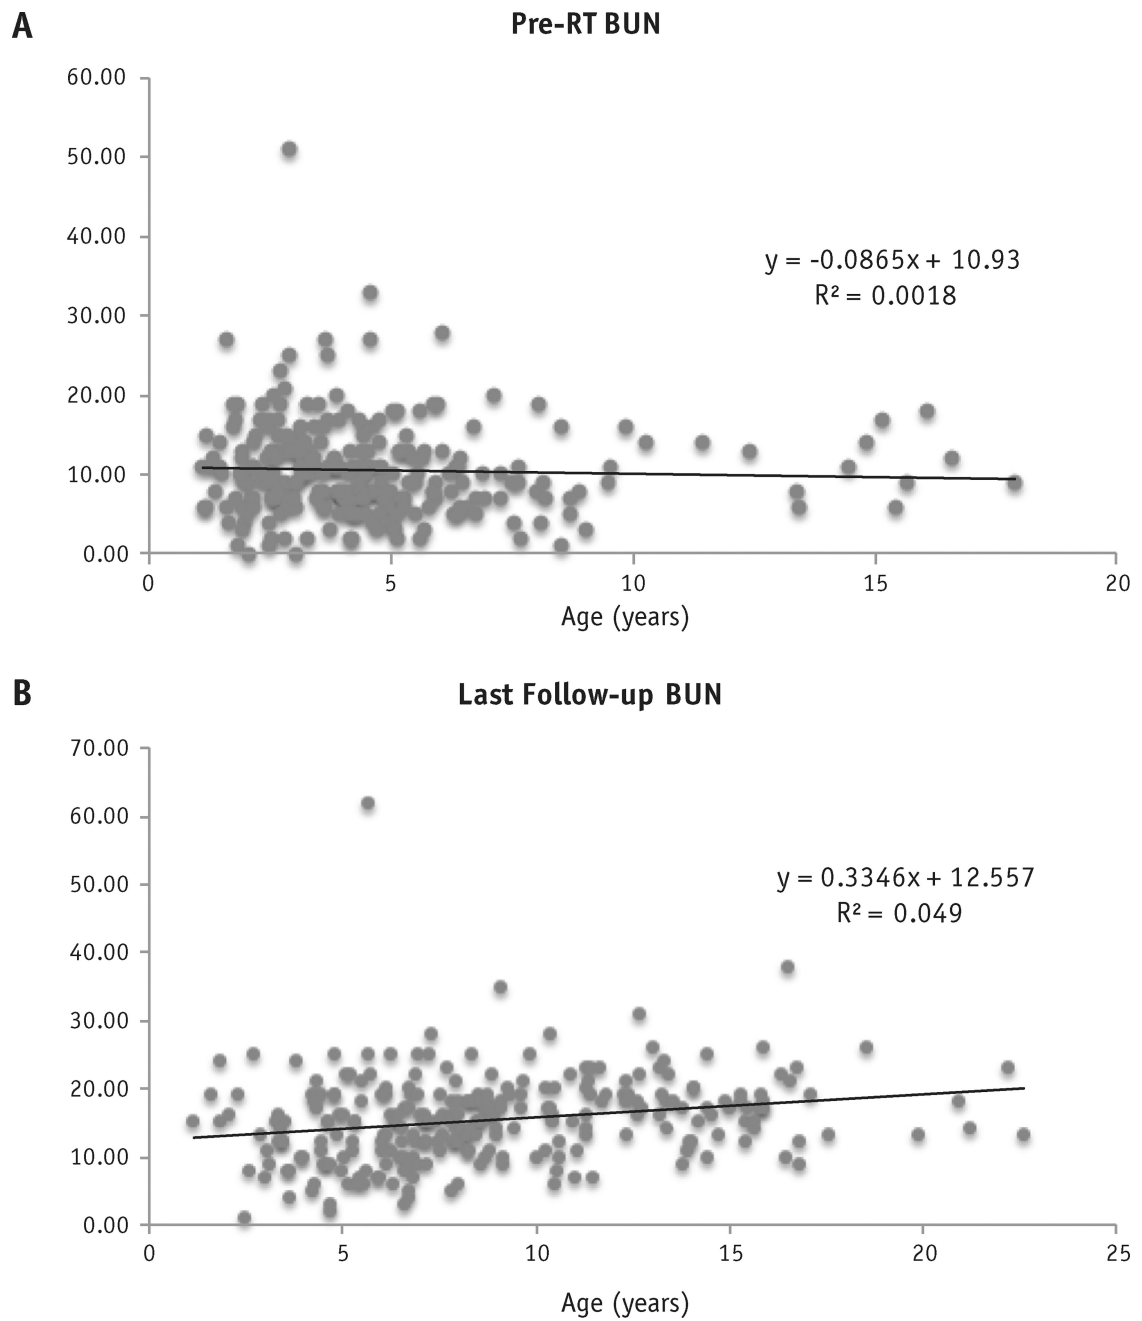 A
Pre-RT BUN
60.00
50.00
40.00
y = -0.0865x + 10.93
R² = 0.0018
30.00
20.00
10.00
0.00
0 5 10 15 20
Age (years)
B
Last Follow-up BUN
70.00
60.00
50.00
y = 0.3346x + 12.557
R² = 0.049
40.00
30.00
20.00
10.00
0.00
0 5 10 15 20 25
Age (years)